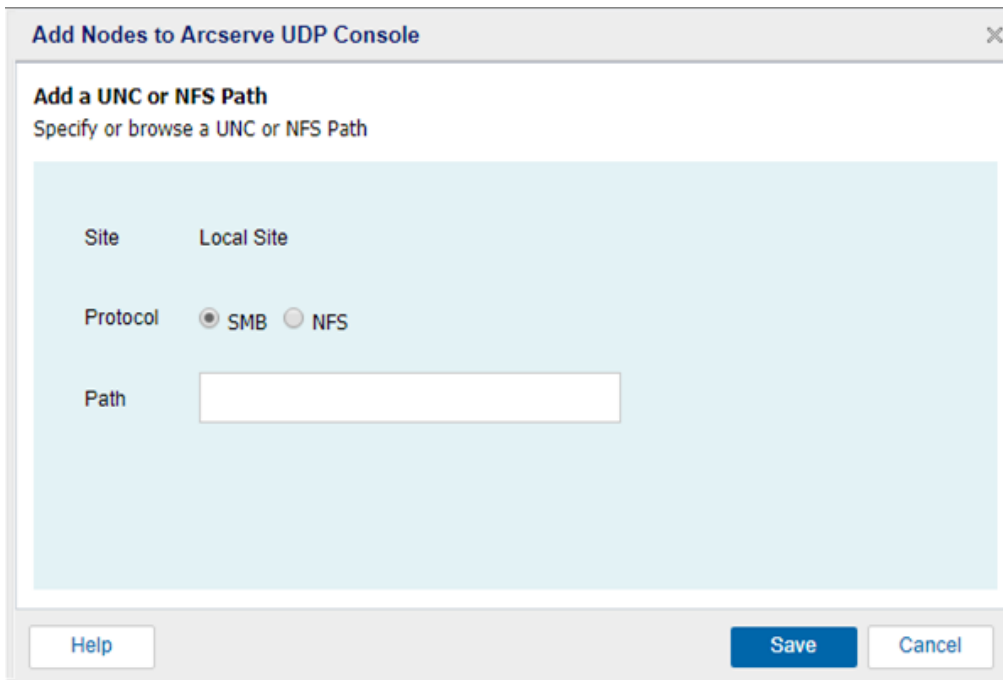 Add Nodes to Arcserve UDP Console
Add a UNC or NFS Path
Specify or browse a UNC or NFS Path
Site Local Site
Protocol SMB NFS
Path
Help Save Cancel